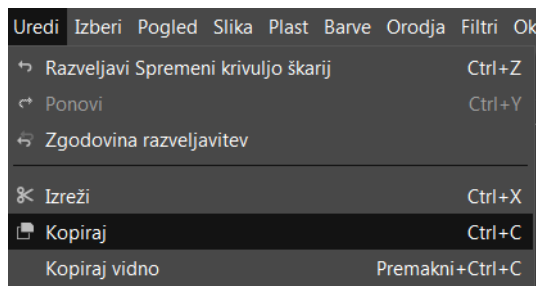 Uredi Izberi Pogled Slika Plast Barve Orodja Filtri Ok
Razveljavi Spremeni krivuljo škarij Ctrl+Z
Ponovi Ctrl+Y
Zgodovina razveljavitev
Izreži Ctrl+X
Kopiraj Ctrl+C
Kopiraj vidno Premakni+Ctrl+C